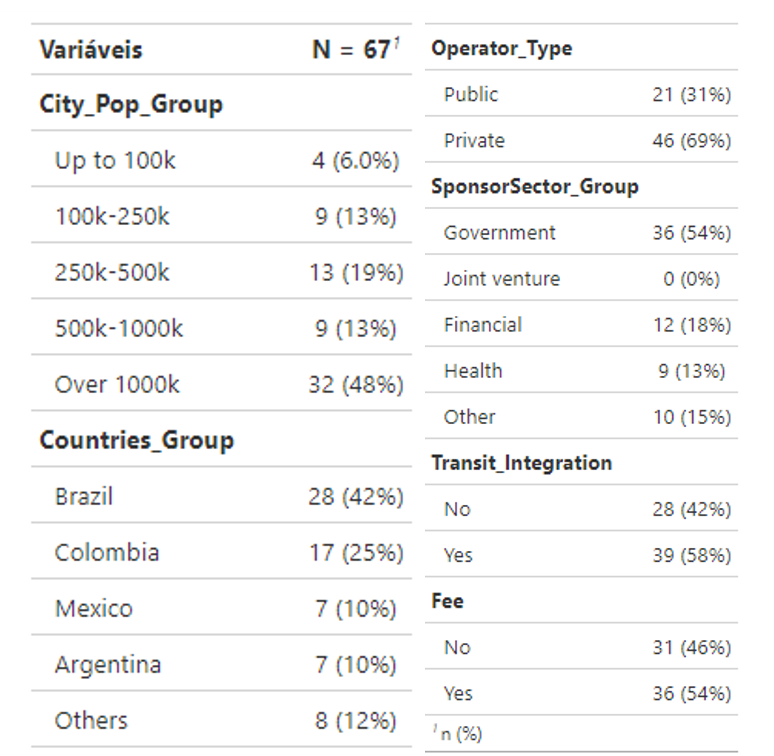 Variáveis N = 67¹
City_Pop_Group
Up to 100k 4 (6.0%)
100k-250k 9 (13%)
250k-500k 13 (19%)
500k-1000k 9 (13%)
Over 1000k 32 (48%)
Countries_Group
Brazil 28 (42%)
Colombia 17 (25%)
Mexico 7 (10%)
Argentina 7 (10%)
Others 8 (12%)
Operator_Type
Public 21 (31%)
Private 46 (69%)
SponsorSector_Group
Government 36 (54%)
Joint venture 0 (0%)
Financial 12 (18%)
Health 9 (13%)
Other 10 (15%)
Transit_Integration
No 28 (42%)
Yes 39 (58%)
Fee
No 31 (46%)
Yes 36 (54%)
¹ n (%)